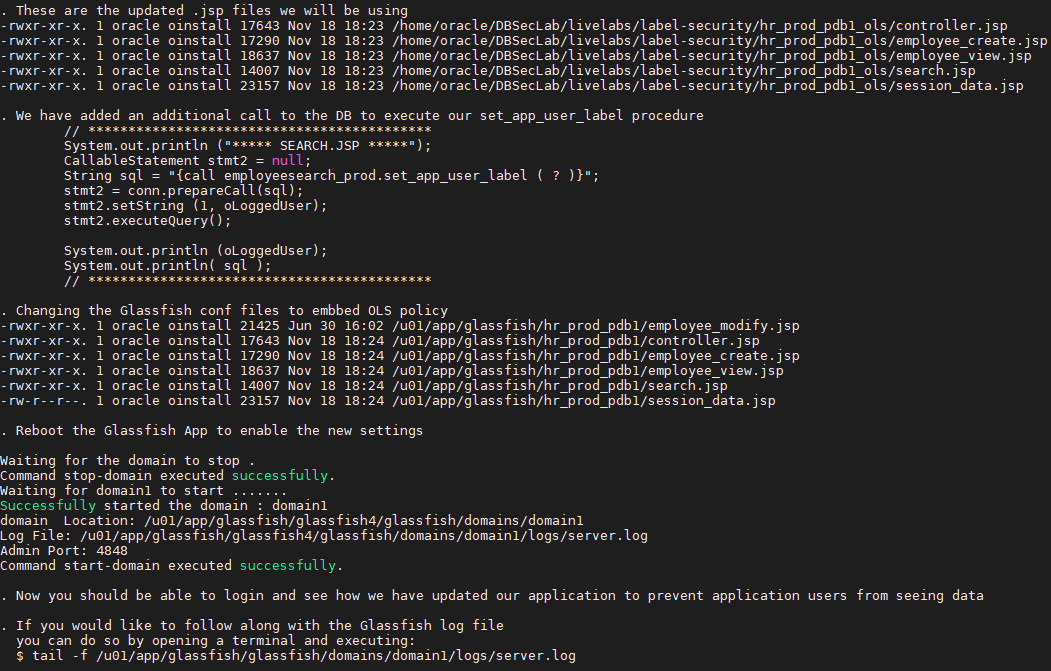 . These are the updated .jsp files we will be using
-rwxr-xr-x. 1 oracle oinstall 17643 Nov 18 18:23 /home/oracle/DBSecLab/livelabs/label-security/hr_prod_pdb1_ols/controller.jsp
-rwxr-xr-x. 1 oracle oinstall 17290 Nov 18 18:23 /home/oracle/DBSecLab/livelabs/label-security/hr_prod_pdb1_ols/employee_create.jsp
-rwxr-xr-x. 1 oracle oinstall 18637 Nov 18 18:23 /home/oracle/DBSecLab/livelabs/label-security/hr_prod_pdb1_ols/employee_view.jsp
-rwxr-xr-x. 1 oracle oinstall 14007 Nov 18 18:23 /home/oracle/DBSecLab/livelabs/label-security/hr_prod_pdb1_ols/search.jsp
-rwxr-xr-x. 1 oracle oinstall 23157 Nov 18 18:23 /home/oracle/DBSecLab/livelabs/label-security/hr_prod_pdb1_ols/session_data.jsp

. We have added an additional call to the DB to execute our set_app_user_label procedure
        // *******************************************
        System.out.println ("***** SEARCH.JSP *****");
        CallableStatement stmt2 = null;
        String sql = "{call employeesearch_prod.set_app_user_label ( ? )}";
        stmt2 = conn.prepareCall(sql);
        stmt2.setString (1, oLoggedUser);
        stmt2.executeQuery();

        System.out.println (oLoggedUser);
        System.out.println( sql );
        // *******************************************

. Changing the Glassfish conf files to embbed OLS policy
-rwxr-xr-x. 1 oracle oinstall 21425 Jun 30 16:02 /u01/app/glassfish/hr_prod_pdb1/employee_modify.jsp
-rwxr-xr-x. 1 oracle oinstall 17643 Nov 18 18:24 /u01/app/glassfish/hr_prod_pdb1/controller.jsp
-rwxr-xr-x. 1 oracle oinstall 17290 Nov 18 18:24 /u01/app/glassfish/hr_prod_pdb1/employee_create.jsp
-rwxr-xr-x. 1 oracle oinstall 18637 Nov 18 18:24 /u01/app/glassfish/hr_prod_pdb1/employee_view.jsp
-rwxr-xr-x. 1 oracle oinstall 14007 Nov 18 18:24 /u01/app/glassfish/hr_prod_pdb1/search.jsp
-rw-r--r--. 1 oracle oinstall 23157 Nov 18 18:24 /u01/app/glassfish/hr_prod_pdb1/session_data.jsp

. Reboot the Glassfish App to enable the new settings

Waiting for the domain to stop .
Command stop-domain executed successfully.
Waiting for domain1 to start .......
Successfully started the domain : domain1
domain  Location: /u01/app/glassfish/glassfish4/glassfish/domains/domain1
Log File: /u01/app/glassfish/glassfish4/glassfish/domains/domain1/logs/server.log
Admin Port: 4848
Command start-domain executed successfully.

. Now you should be able to login and see how we have updated our application to prevent application users from seeing data

. If you would like to follow along with the Glassfish log file
  you can do so by opening a terminal and executing:
  $ tail -f /u01/app/glassfish/glassfish/domains/domain1/logs/server.log